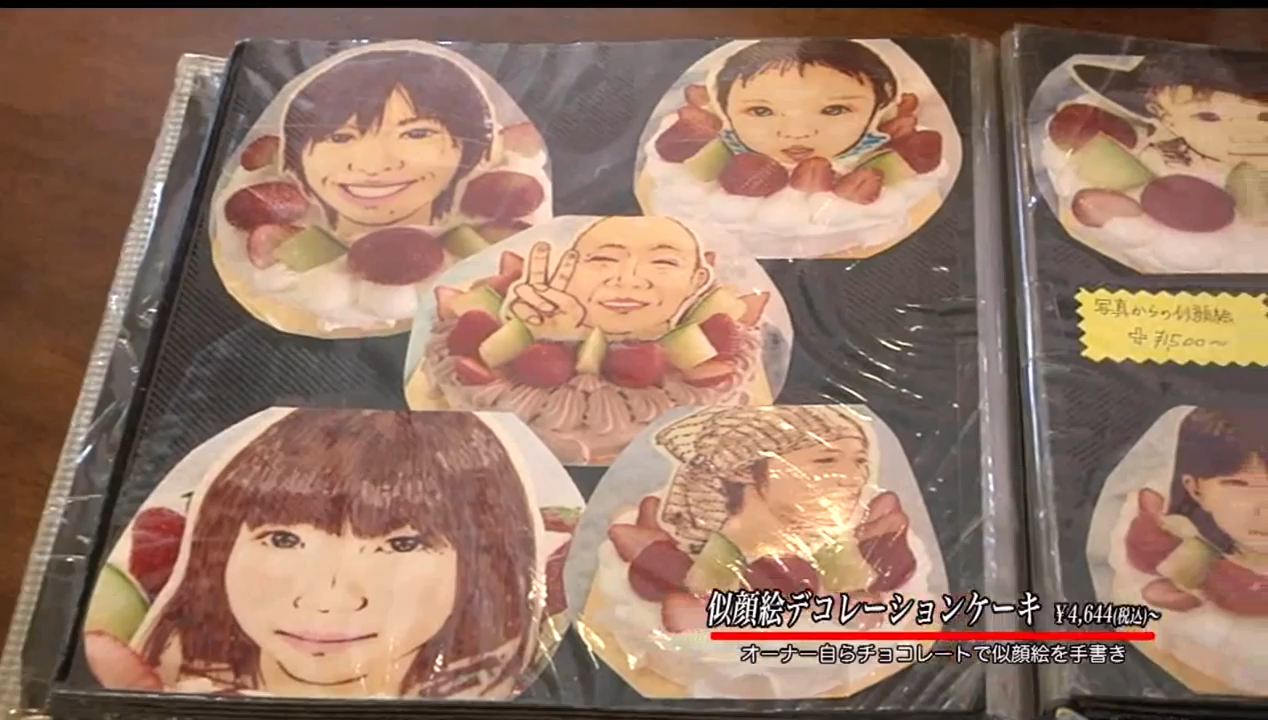 写真からの似顔絵
+¥1,500〜
似顔絵デコレーションケーキ ¥4,644(税込)~
オーナー自らチョコレートで似顔絵を手書き